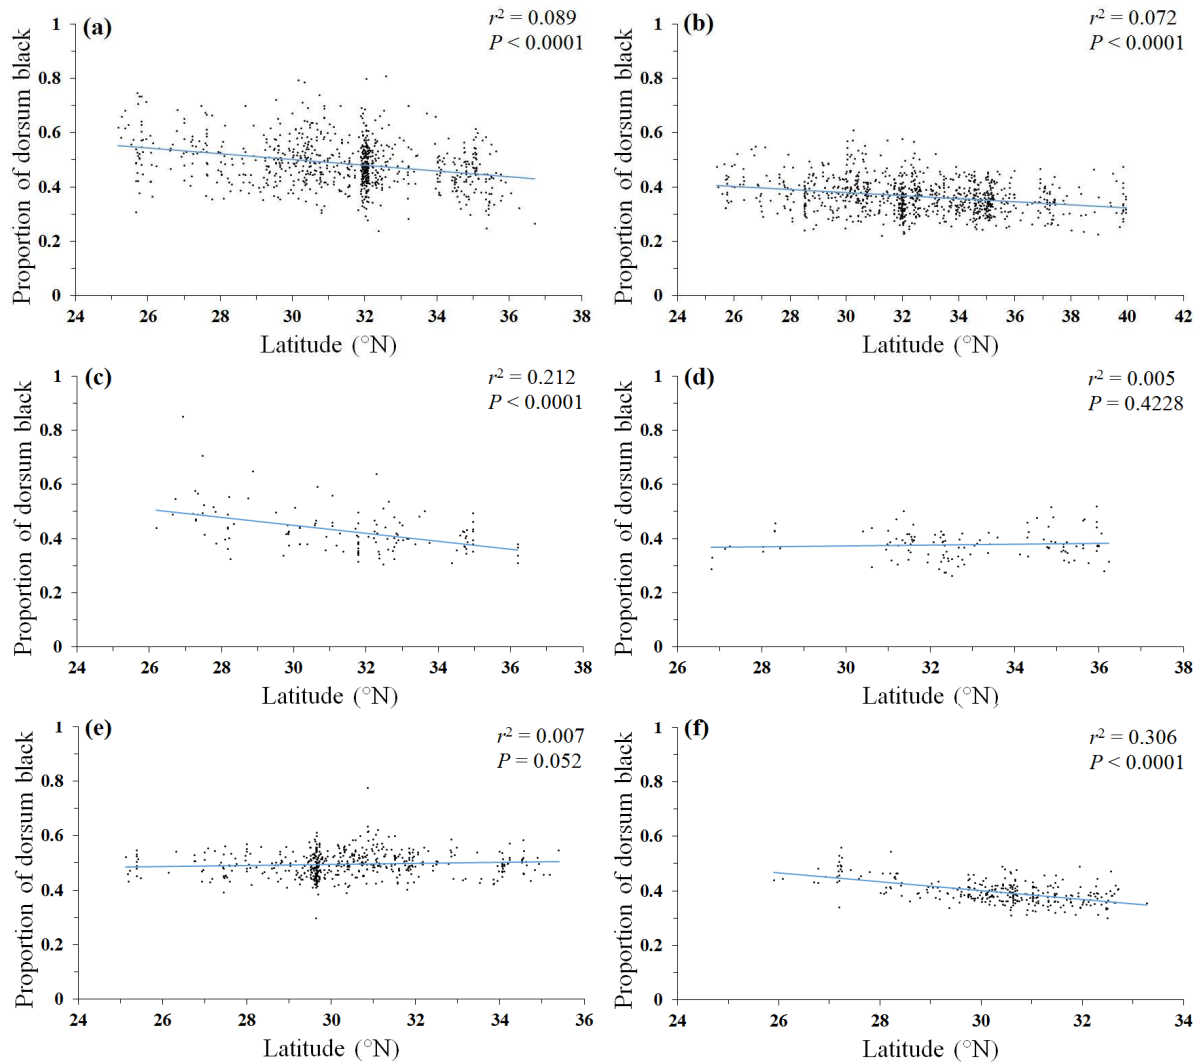 (a)
r² = 0.089
P < 0.0001
Proportion of dorsum black
1
0.8
0.6
0.4
0.2
0
24 26 28 30 32 34 36 38
Latitude (°N)
(b)
r² = 0.072
P < 0.0001
Proportion of dorsum black
1
0.8
0.6
0.4
0.2
0
24 26 28 30 32 34 36 38 40 42
Latitude (°N)
(c)
r² = 0.212
P < 0.0001
Proportion of dorsum black
1
0.8
0.6
0.4
0.2
0
24 26 28 30 32 34 36 38
Latitude (°N)
(d)
r² = 0.005
P = 0.4228
Proportion of dorsum black
1
0.8
0.6
0.4
0.2
0
26 28 30 32 34 36 38
Latitude (°N)
(e)
r² = 0.007
P = 0.052
Proportion of dorsum black
1
0.8
0.6
0.4
0.2
0
24 26 28 30 32 34 36
Latitude (°N)
(f)
r² = 0.306
P < 0.0001
Proportion of dorsum black
1
0.8
0.6
0.4
0.2
0
24 26 28 30 32 34
Latitude (°N)